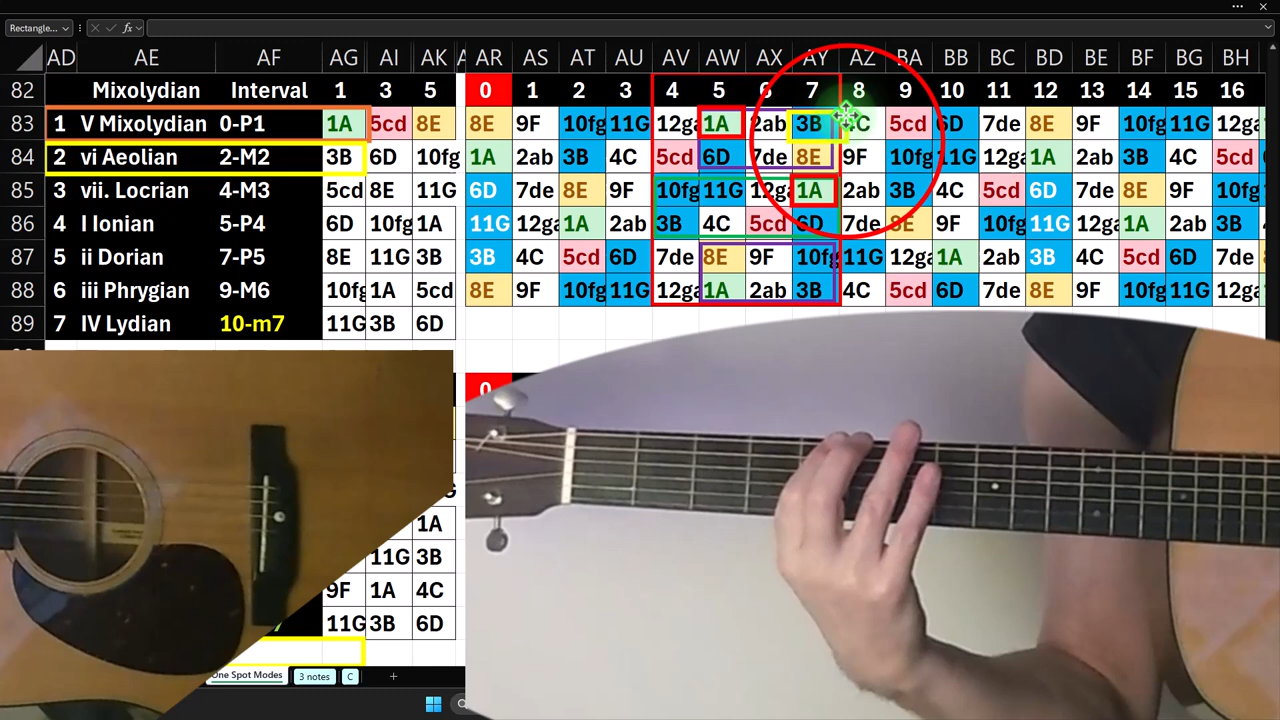 Rectangle... fx
AD AE AF AG AI AK AR AS AT AU AV AW AX AY AZ BA BB BC BD BE BF BG BH
82 Mixolydian Interval 1 3 5 0 1 2 3 4 5 6 7 8 9 10 11 12 13 14 15 16
83 1 V Mixolydian 0-P1 1A 5cd 8E 8E 9F 10fg 11G 12ga 1A 2ab 3B 4C 5cd 6D 7de 8E 9F 10fg 11G 12ga
84 2 vi Aeolian 2-M2 3B 6D 10fg 1A 2ab 3B 4C 5cd 6D 7de 8E 9F 10fg 11G 12ga 1A 2ab 3B 4C 5cd
85 3 vii. Locrian 4-M3 5cd 8E 11G 6D 7de 8E 9F 10fg 11G 12ga 1A 2ab 3B 4C 5cd 6D 7de 8E 9F 10fg
86 4 I Ionian 5-P4 6D 10fg 1A 11G 12ga 1A 2ab 3B 4C 5cd 6D 7de 8E 9F 10fg 11G 12ga 1A 2ab 3B
87 5 ii Dorian 7-P5 8E 11G 3B 3B 4C 5cd 6D 7de 8E 9F 10fg 11G 12ga 1A 2ab 3B 4C 5cd 6D 7de
88 6 iii Phrygian 9-M6 10fg 1A 5cd 8E 9F 10fg 11G 12ga 1A 2ab 3B 4C 5cd 6D 7de 8E 9F 10fg 11G 12ga
89 7 IV Lydian 10-m7 11G 3B 6D
0
1A
11G 3B
9F 1A 4C
11G 3B 6D
One Spot Modes 3 notes C +